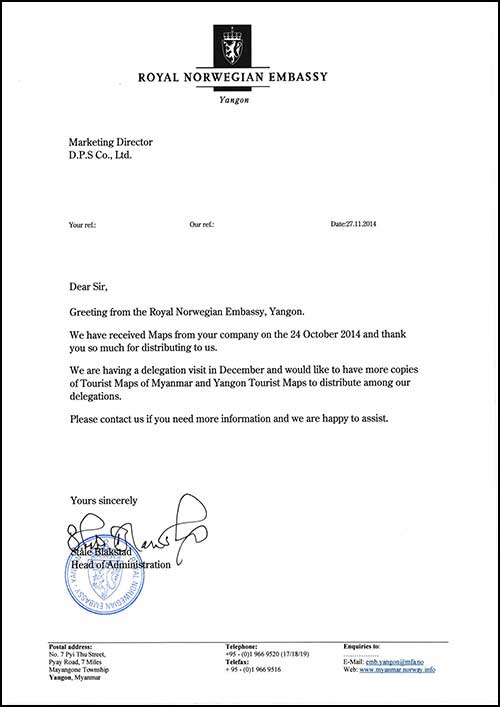 ROYAL NORWEGIAN EMBASSY
Yangon
Marketing Director
D.P.S Co., Ltd.
Your ref.: Our ref.: Date:27.11.2014
Dear Sir,
Greeting from the Royal Norwegian Embassy, Yangon.
We have received Maps from your company on the 24 October 2014 and thank
you so much for distributing to us.
We are having a delegation visit in December and would like to have more copies
of Tourist Maps of Myanmar and Yangon Tourist Maps to distribute among our
delegations.
Please contact us if you need more information and we are happy to assist.
Yours sincerely
Ståle Blakstad
Head of Administration
NORWEGIAN EMBASSY
Postal address:
No. 7 Pyi Thu Street,
Pyay Road, 7 Miles
Mayangone Township
Yangon, Myanmar
Telephone:
+95 - (0)1 966 9520 (17/18/19)
Telefax:
+ 95 - (0)1 966 9516
Enquiries to:
..................
E-Mail: emb.yangon@mfa.no
Web: www.myanmar.norway.info